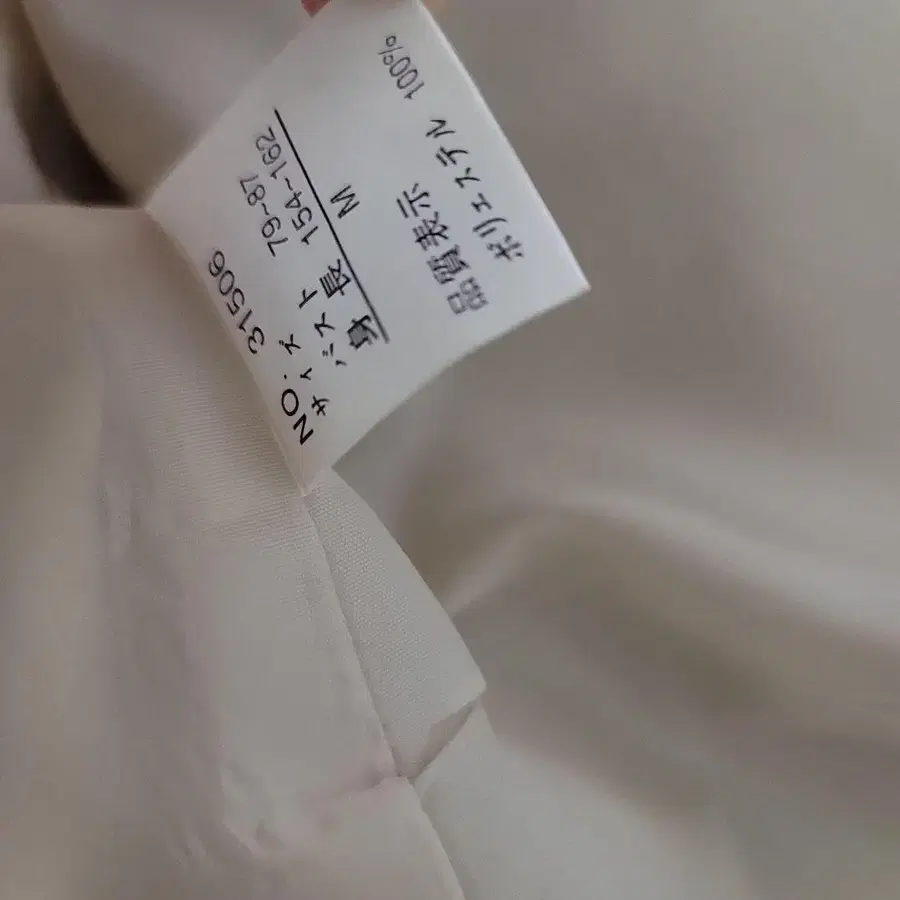 NO. 31506
サイズ
バスト 79~87
身長 154~162
M
品質表示
ポリエステル 100%